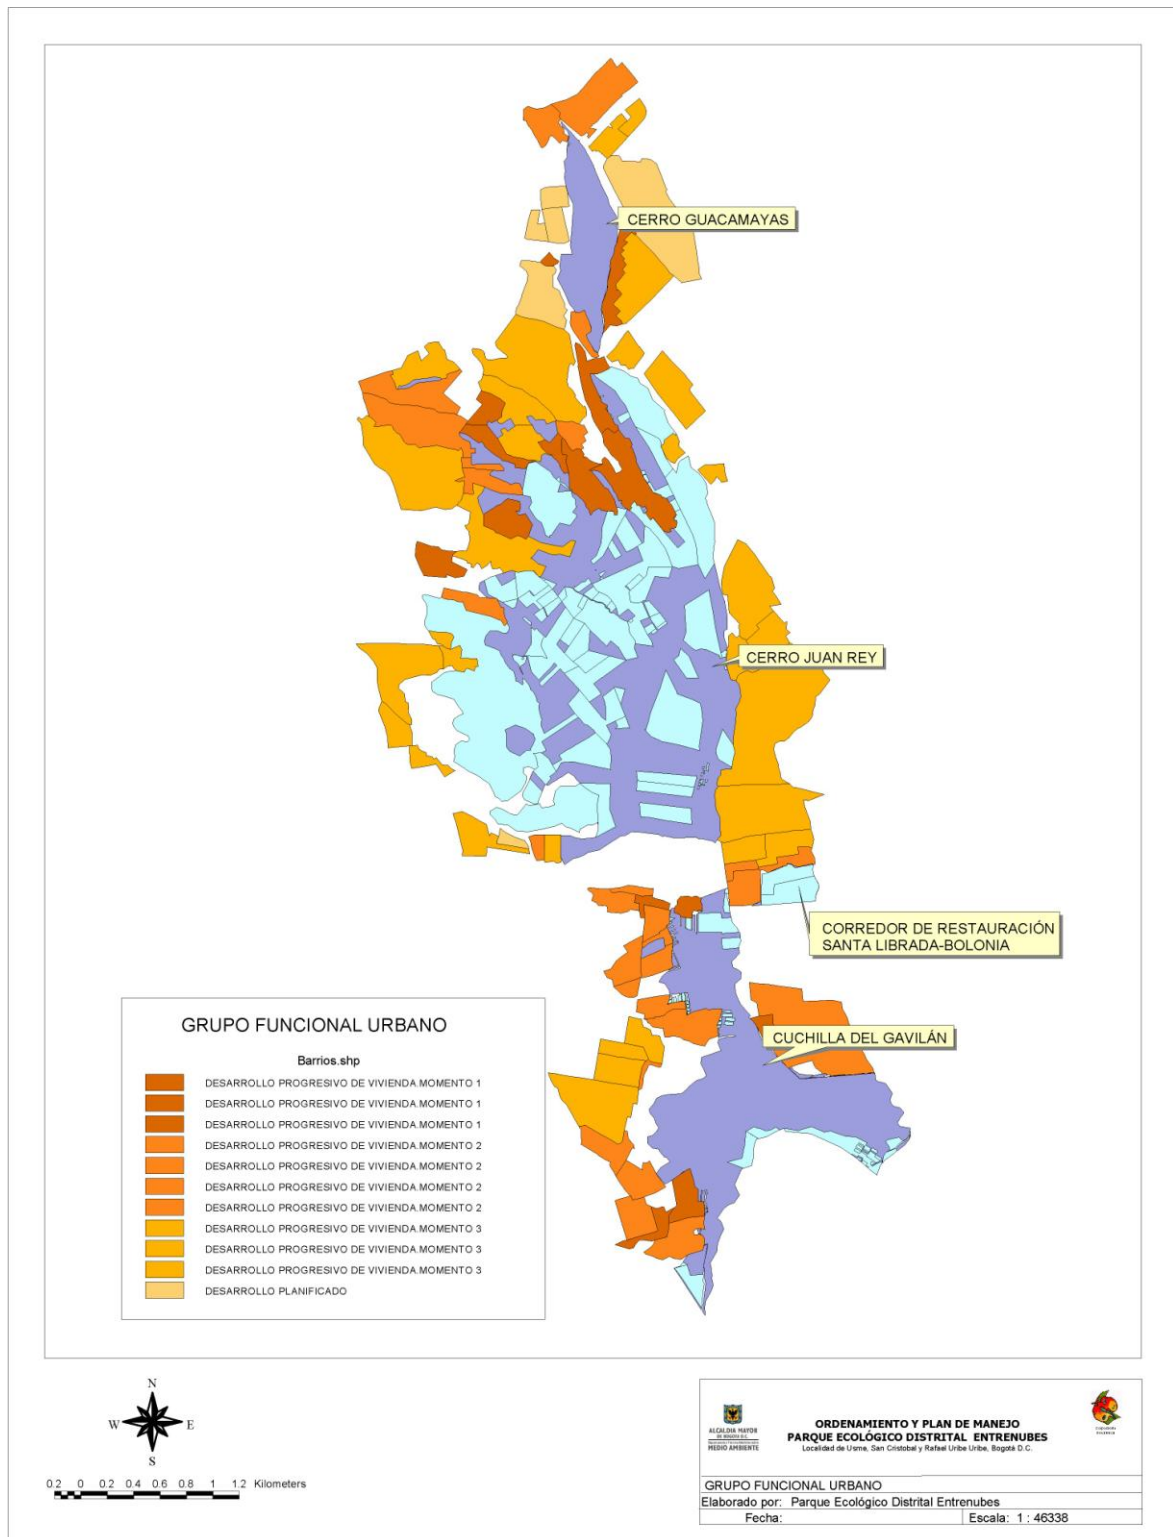 CERRO GUACAMAYAS
CERRO JUAN REY
CORREDOR DE RESTAURACIÓN
SANTA LIBRADA-BOLONIA
CUCHILLA DEL GAVILÁN
GRUPO FUNCIONAL URBANO
Barrios.shp
DESARROLLO PROGRESIVO DE VIVIENDA.MOMENTO 1
DESARROLLO PROGRESIVO DE VIVIENDA.MOMENTO 1
DESARROLLO PROGRESIVO DE VIVIENDA.MOMENTO 1
DESARROLLO PROGRESIVO DE VIVIENDA.MOMENTO 2
DESARROLLO PROGRESIVO DE VIVIENDA.MOMENTO 2
DESARROLLO PROGRESIVO DE VIVIENDA.MOMENTO 2
DESARROLLO PROGRESIVO DE VIVIENDA.MOMENTO 2
DESARROLLO PROGRESIVO DE VIVIENDA.MOMENTO 3
DESARROLLO PROGRESIVO DE VIVIENDA.MOMENTO 3
DESARROLLO PROGRESIVO DE VIVIENDA.MOMENTO 3
DESARROLLO PLANIFICADO
N
W E
S
0.2 0 0.2 0.4 0.6 0.8 1 1.2 Kilometers
ALCALDIA MAYOR
MEDIO AMBIENTE
ORDENAMIENTO Y PLAN DE MANEJO
PARQUE ECOLÓGICO DISTRITAL ENTRENUBES
Localidad de Usme, San Cristobal y Rafael Uribe Uribe, Bogotá D.C.
GRUPO FUNCIONAL URBANO
Elaborado por: Parque Ecológico Distrital Entrenubes
Fecha: Escala: 1 : 46338